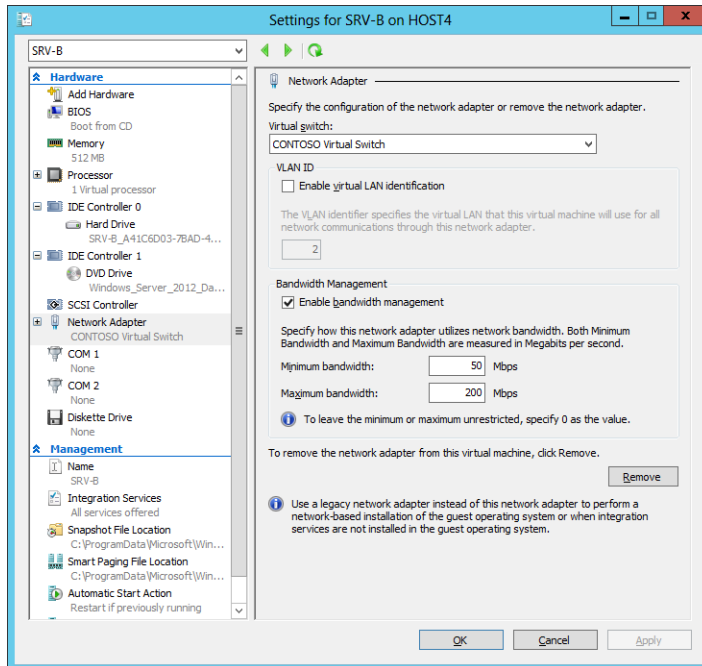 Settings for SRV-B on HOST4
SRV-B
Hardware
Add Hardware
BIOS
Boot from CD
Memory
512 MB
Processor
1 Virtual processor
IDE Controller 0
Hard Drive
SRV-B_A41C6D03-7BAD-4...
IDE Controller 1
DVD Drive
Windows_Server_2012_Da...
SCSI Controller
Network Adapter
CONTOSO Virtual Switch
COM 1
None
COM 2
None
Diskette Drive
None
Management
Name
SRV-B
Integration Services
All services offered
Snapshot File Location
C:\ProgramData\Microsoft\Win...
Smart Paging File Location
C:\ProgramData\Microsoft\Win...
Automatic Start Action
Restart if previously running
Network Adapter
Specify the configuration of the network adapter or remove the network adapter.
Virtual switch:
CONTOSO Virtual Switch
VLAN ID
Enable virtual LAN identification
The VLAN identifier specifies the virtual LAN that this virtual machine will use for all
network communications through this network adapter.
2
Bandwidth Management
Enable bandwidth management
Specify how this network adapter utilizes network bandwidth. Both Minimum
Bandwidth and Maximum Bandwidth are measured in Megabits per second.
Minimum bandwidth: 50 Mbps
Maximum bandwidth: 200 Mbps
To leave the minimum or maximum unrestricted, specify 0 as the value.
To remove the network adapter from this virtual machine, click Remove.
Remove
Use a legacy network adapter instead of this network adapter to perform a
network-based installation of the guest operating system or when integration
services are not installed in the guest operating system.
OK Cancel Apply